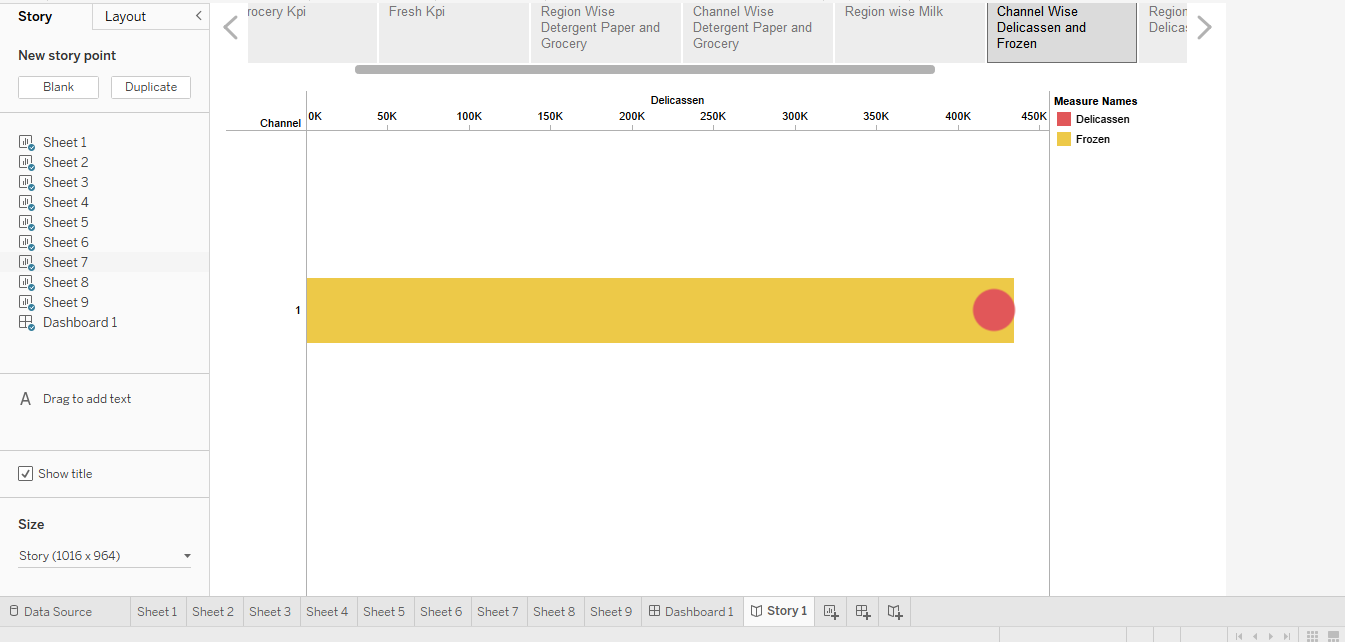 Story
Layout
New story point
Blank
Duplicate
Sheet 1
Sheet 2
Sheet 3
Sheet 4
Sheet 5
Sheet 6
Sheet 7
Sheet 8
Sheet 9
Dashboard 1
A Drag to add text
Show title
Size
Story (1016 x 964)
rocery Kpi
Fresh Kpi
Region Wise
Detergent Paper and
Grocery
Channel Wise
Detergent Paper and
Grocery
Region wise Milk
Channel Wise
Delicassen and
Frozen
Region
Delicas
Delicassen
Channel
0K 50K 100K 150K 200K 250K 300K 350K 400K 450K
1
Measure Names
Delicassen
Frozen
Data Source Sheet 1 Sheet 2 Sheet 3 Sheet 4 Sheet 5 Sheet 6 Sheet 7 Sheet 8 Sheet 9 Dashboard 1 Story 1